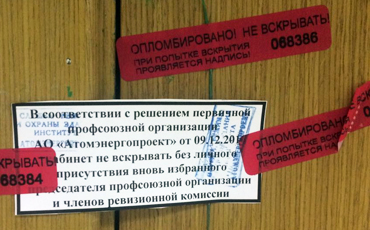 ОПЛОМБИРОВАНО! НЕ ВСКРЫВАТЬ!
ПРИ ПОПЫТКЕ ВСКРЫТИЯ
ПРОЯВЛЯЕТСЯ НАДПИСЬ!
068386
В соответствии с решением первичной
профсоюзной организации
АО «Атомэнергопроект» от 09.12.201
кабинет не вскрывать без личного
присутствия вновь избранного
председателя профсоюзной организации
и членов ревизионной комиссии
ОПЛОМБИРОВАНО
ПРИ ПОПЫТКЕ ВСКРЫТИЯ
ПРОЯВЛЯЕТСЯ НАДПИСЬ
ВСКРЫВАТЬ!
68384